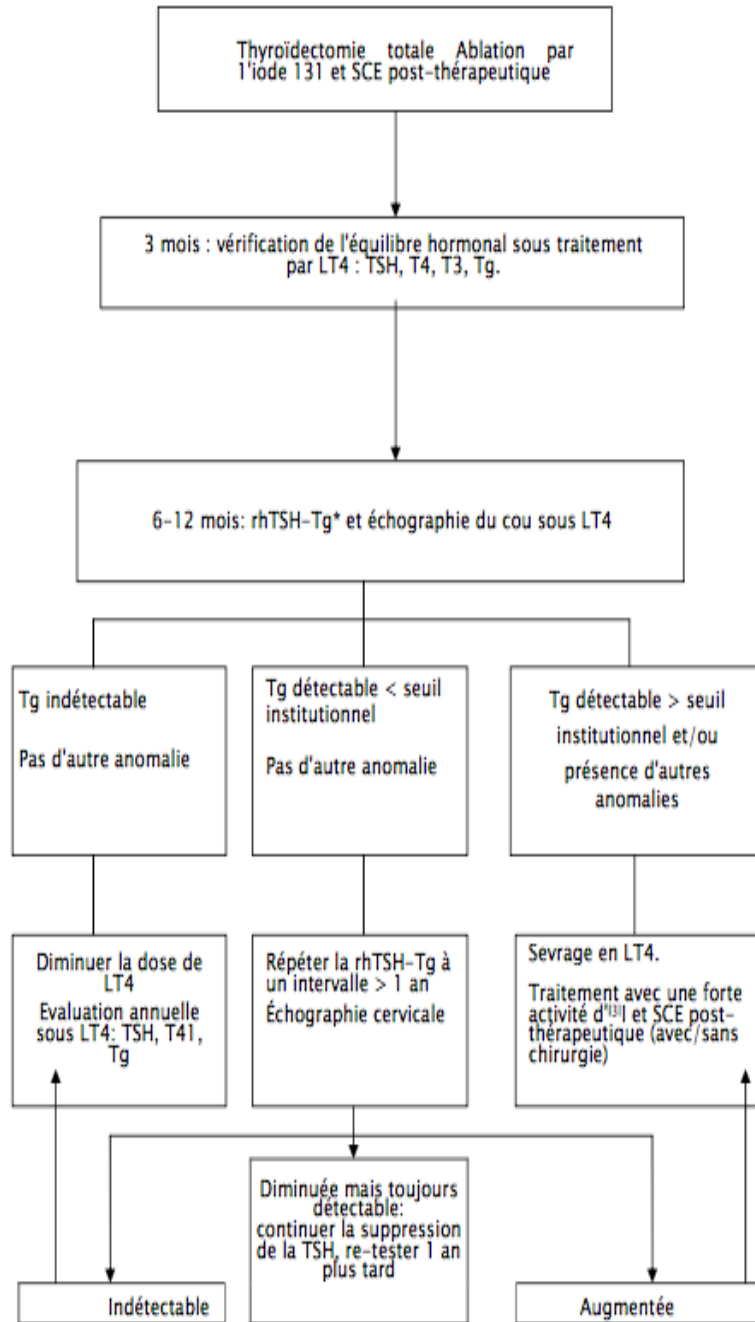 Thyroïdectomie totale Ablation par
l'iode 131 et SCE post-thérapeutique
3 mois : vérification de l'équilibre hormonal sous traitement
par LT4 : TSH, T4, T3, Tg.
6-12 mois: rhTSH-Tg* et échographie du cou sous LT4
Tg indétectable
Pas d'autre anomalie
Tg détectable < seuil
institutionnel
Pas d'autre anomalie
Tg détectable > seuil
institutionnel et/ou
présence d'autres
anomalies
Diminuer la dose de
LT4
Evaluation annuelle
sous LT4: TSH, T41,
Tg
Répéter la rhTSH-Tg à
un intervalle > 1 an
Échographie cervicale
Sevrage en LT4.
Traitement avec une forte
activité et SCE post-
thérapeutique (avec/sans
chirurgie)
Diminuée mais toujours
détectable:
continuer la suppression
de la TSH, re-tester 1 an
plus tard
Indétectable
Augmentée